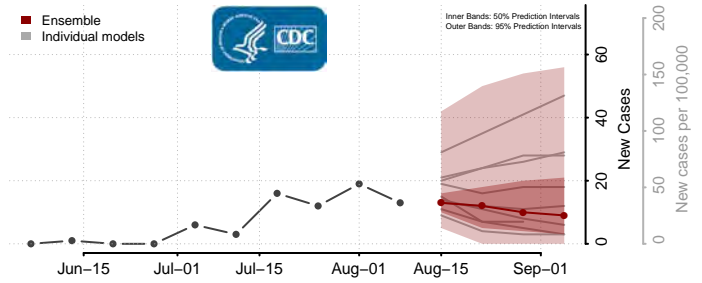 Ensemble
Individual models
CDC
Inner Bands: 50% Prediction Intervals
Outer Bands: 95% Prediction Intervals
0
20
40
60
New Cases
0
50
100
150
200
New cases per 100,000
Jun−15
Jul−01
Jul−15
Aug−01
Aug−15
Sep−01